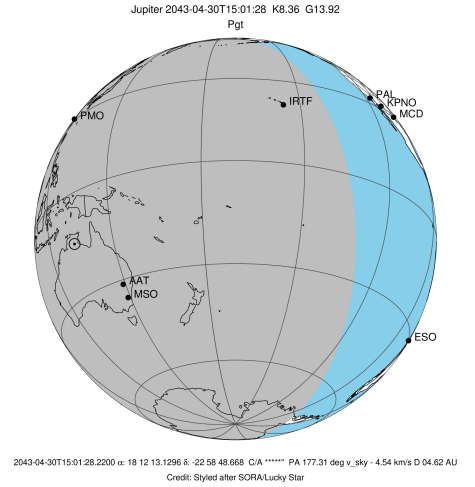 Jupiter 2043-04-30T15:01:28 K8.36 G13.92
Pgt
PAL
KPNO
MCD
IRTF
PMO
AAT
MSO
ESO
2043-04-30T15:01:28.2200 α: 18 12 13.1296 δ: -22 58 48.668 C/A *****" PA 177.31 deg v_sky - 4.54 km/s D 04.62 AU
Credit: Styled after SORA/Lucky Star